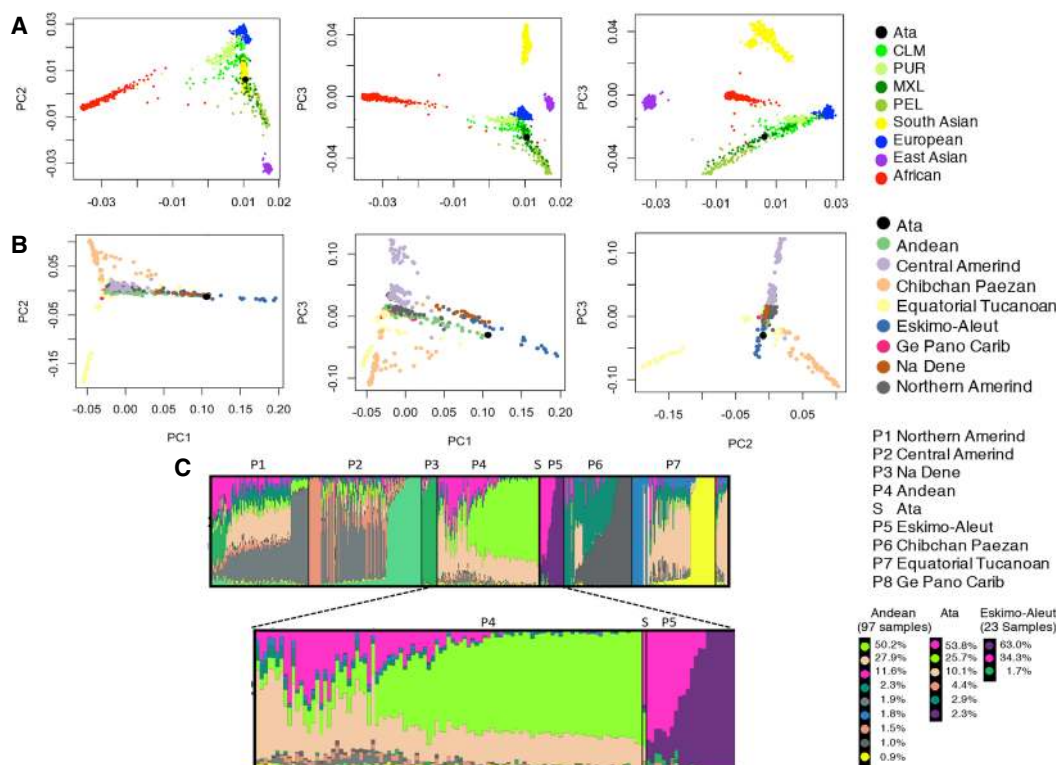 A
PC2
0.03
0.01
-0.01
-0.03
-0.03
-0.01
0.01
0.02
PC3
0.04
0.00
-0.04
-0.03
-0.01
0.01
0.02
PC3
0.04
0.00
-0.04
-0.03
-0.01
0.01
0.03
Ata
CLM
PUR
MXL
PEL
South Asian
European
East Asian
African
B
PC2
0.05
-0.05
-0.15
-0.05
0.00
0.05
0.10
0.15
0.20
PC1
PC3
0.10
0.00
-0.10
-0.05
0.00
0.05
0.10
0.15
0.20
PC1
PC3
0.10
0.00
-0.10
-0.15
-0.05
0.05
PC2
Ata
Andean
Central Amerind
Chibchan Paezan
Equatorial Tucanoan
Eskimo-Aleut
Ge Pano Carib
Na Dene
Northern Amerind
C
P1 P2 P3 P4 S P5 P6 P7
P4 S P5
P1 Northern Amerind
P2 Central Amerind
P3 Na Dene
P4 Andean
S Ata
P5 Eskimo-Aleut
P6 Chibchan Paezan
P7 Equatorial Tucanoan
P8 Ge Pano Carib
Andean
(97 samples)
50.2%
27.9%
11.6%
2.3%
1.9%
1.8%
1.5%
1.0%
0.9%
Ata
53.8%
25.7%
10.1%
4.4%
2.9%
2.3%
Eskimo-Aleut
(23 Samples)
63.0%
34.3%
1.7%